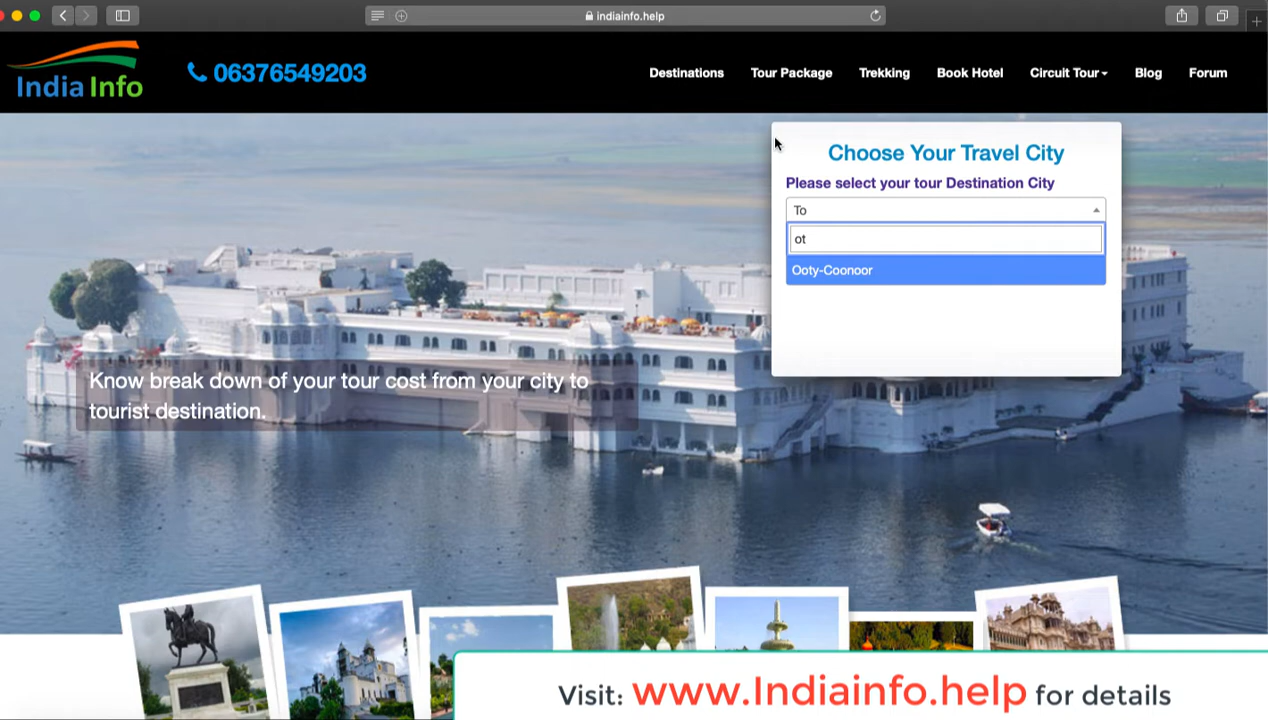 indiainfo.help
India Info
06376549203
Destinations
Tour Package
Trekking
Book Hotel
Circuit Tour
Blog
Forum
Choose Your Travel City
Please select your tour Destination City
To
ot
Ooty-Coonoor
Know break down of your tour cost from your city to
tourist destination.
Visit: www.Indiainfo.help for details